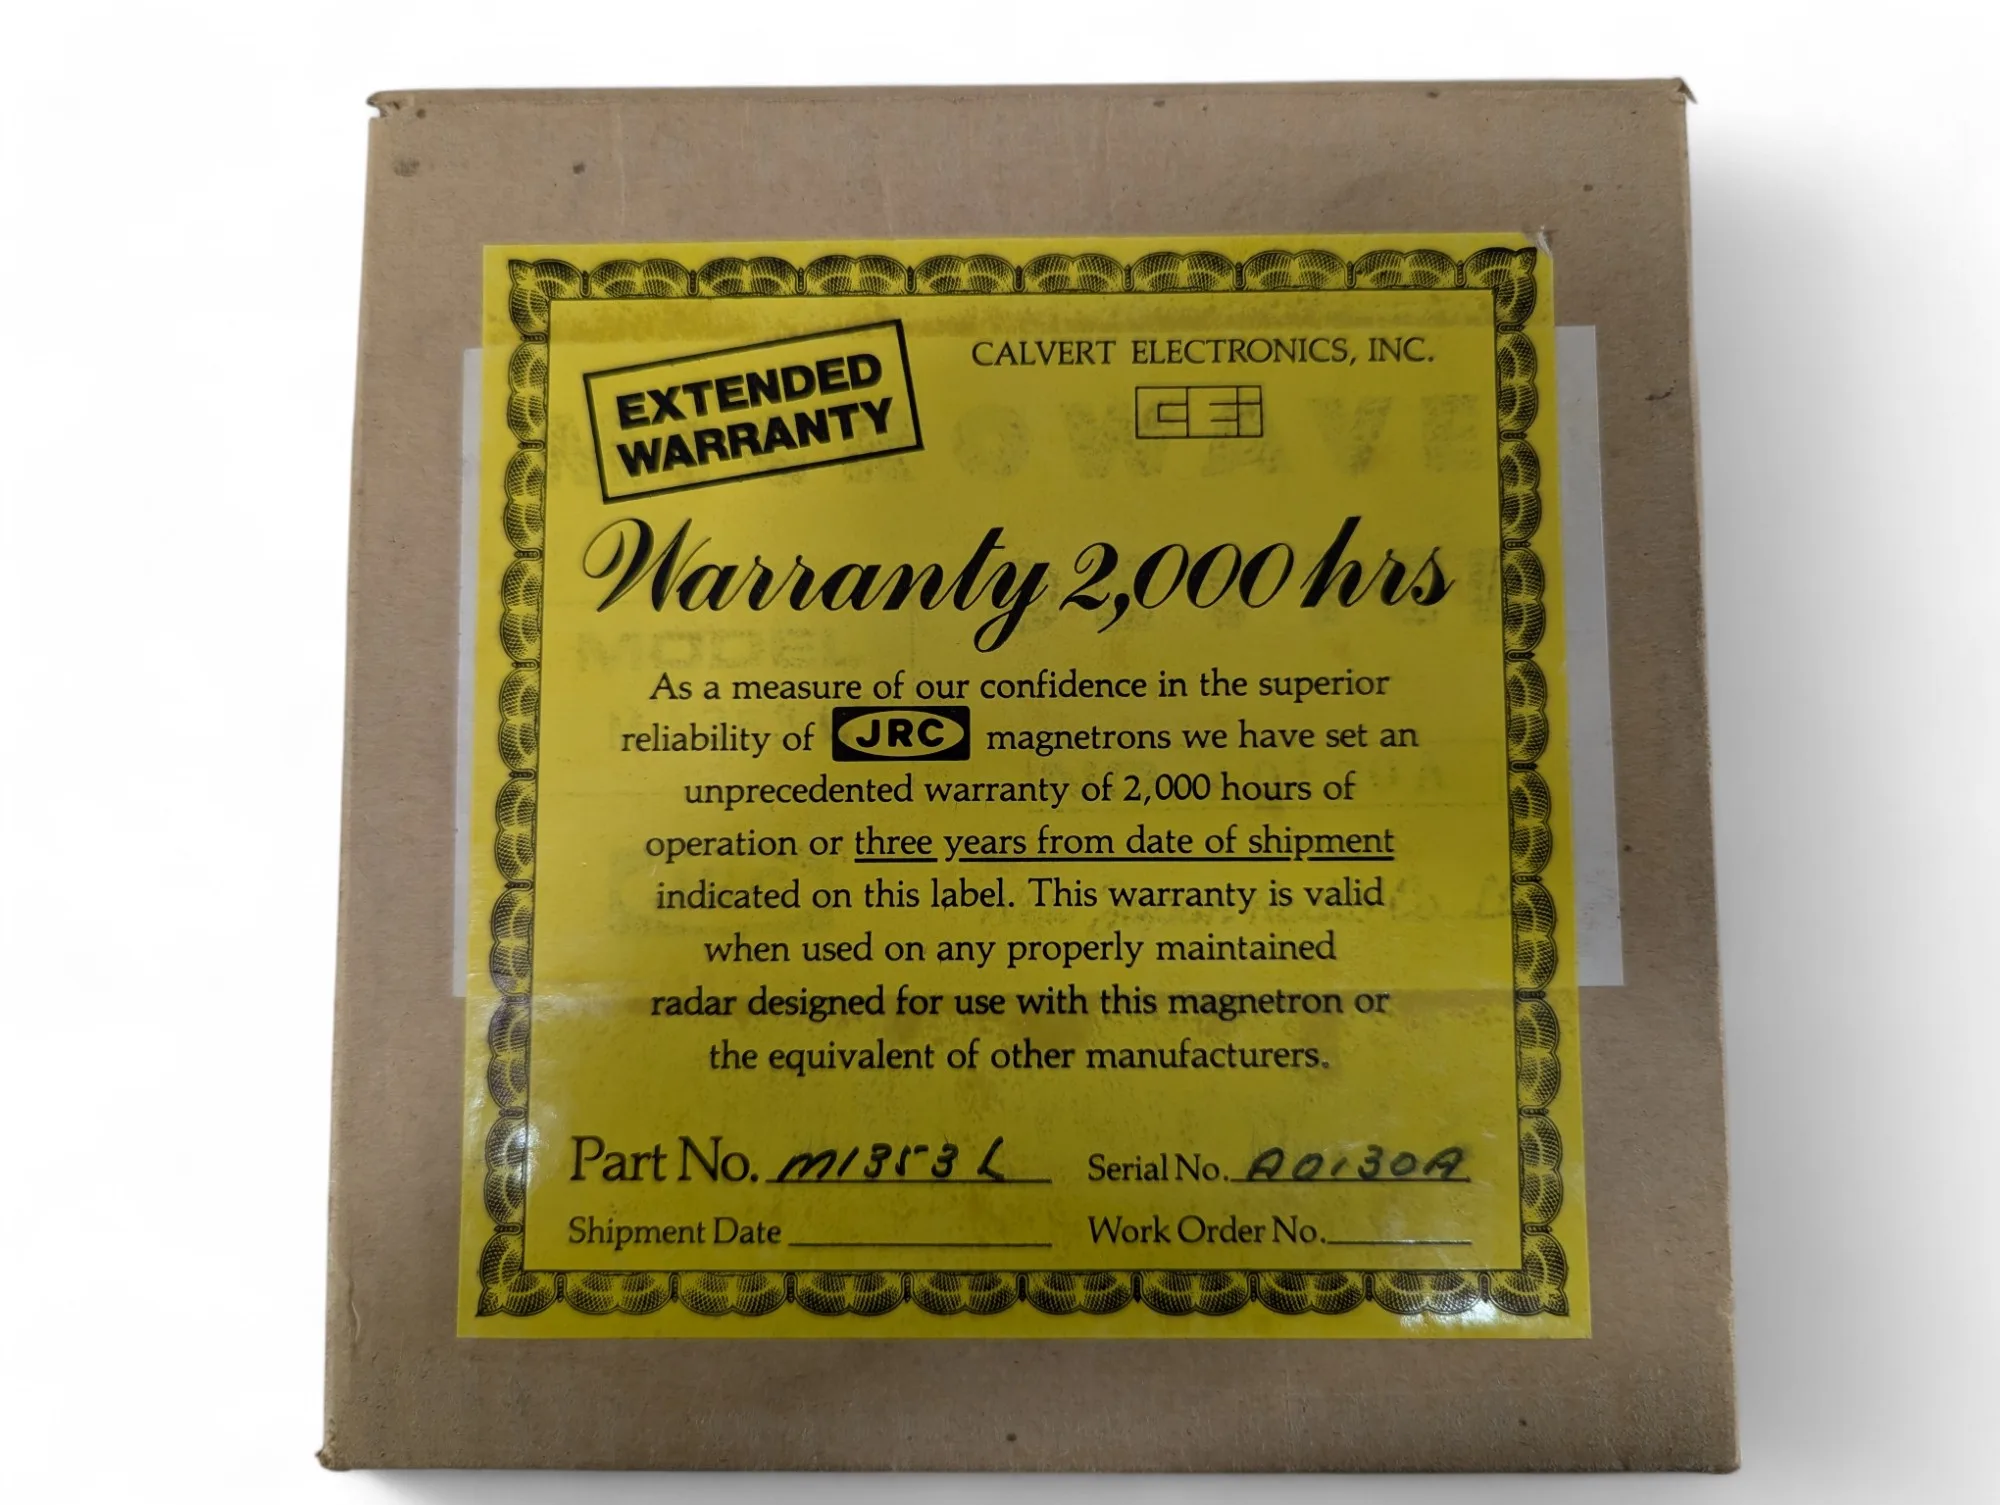 EXTENDED
WARRANTY
CALVERT ELECTRONICS, INC.
CEi
Warranty 2,000 hrs
As a measure of our confidence in the superior
reliability of JRC magnetrons we have set an
unprecedented warranty of 2,000 hours of
operation or three years from date of shipment
indicated on this label. This warranty is valid
when used on any properly maintained
radar designed for use with this magnetron or
the equivalent of other manufacturers.
Part No. M1353L Serial No. A0130A
Shipment Date Work Order No.